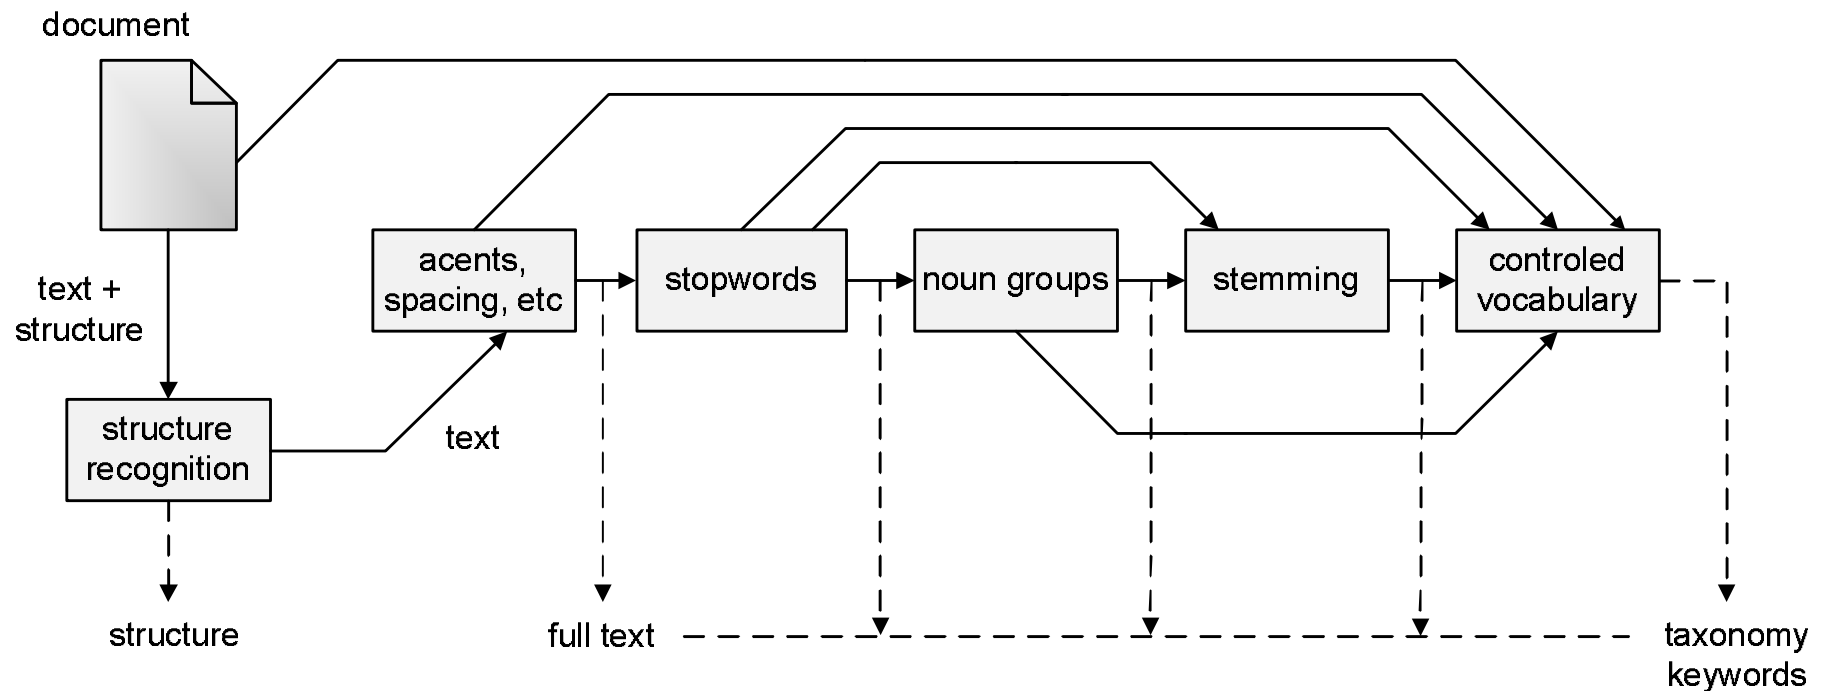 document
text +
structure
structure
recognition
text
acents,
spacing, etc
stopwords
noun groups
stemming
controled
vocabulary
structure
full text
taxonomy
keywords